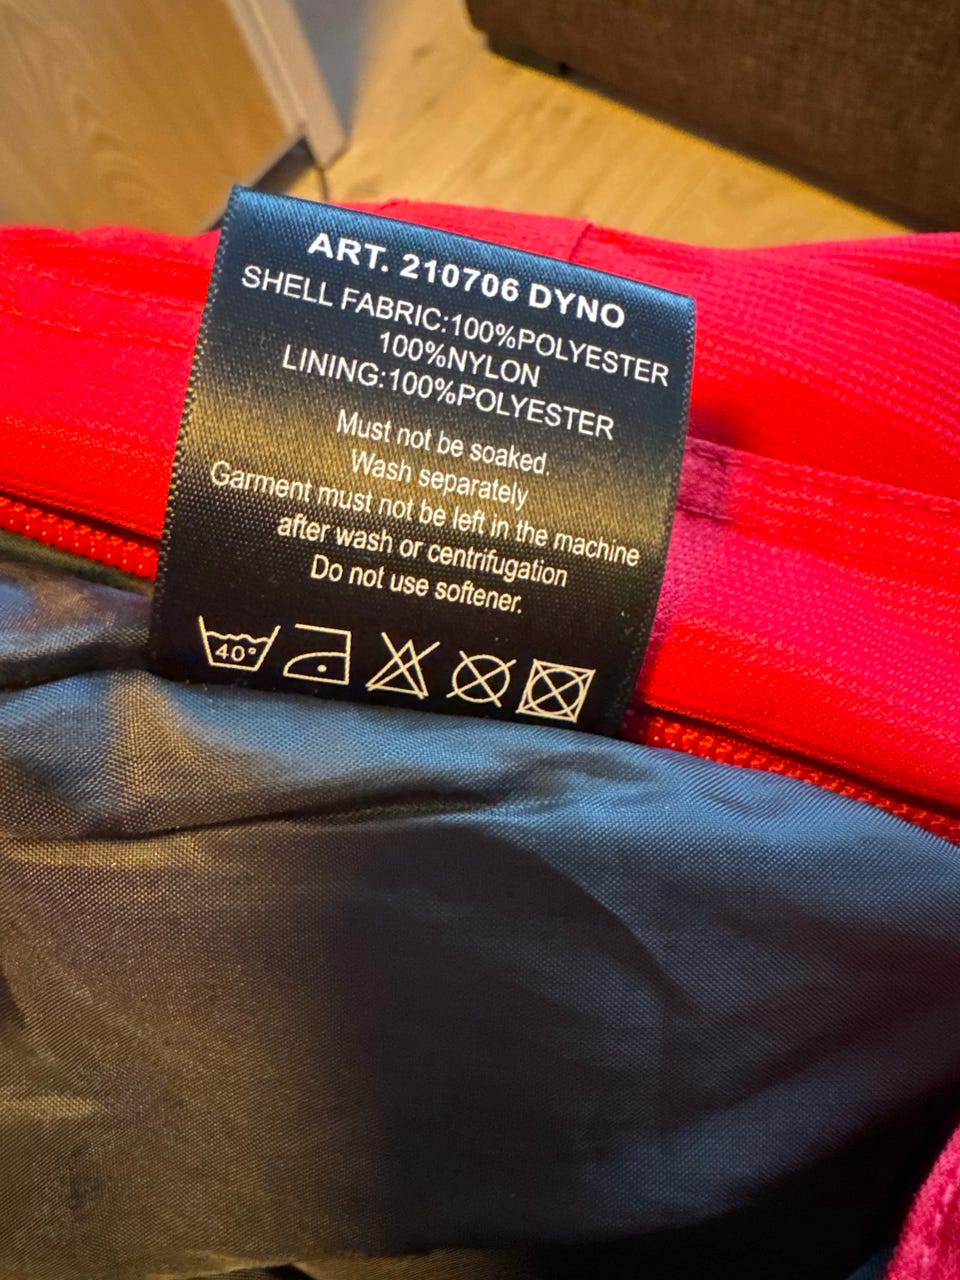 ART. 210706 DYNO
SHELL FABRIC:100%POLYESTER
100%NYLON
LINING:100%POLYESTER
Must not be soaked.
Wash separately
Garment must not be left in the machine
after wash or centrifugation
Do not use softener.
40°